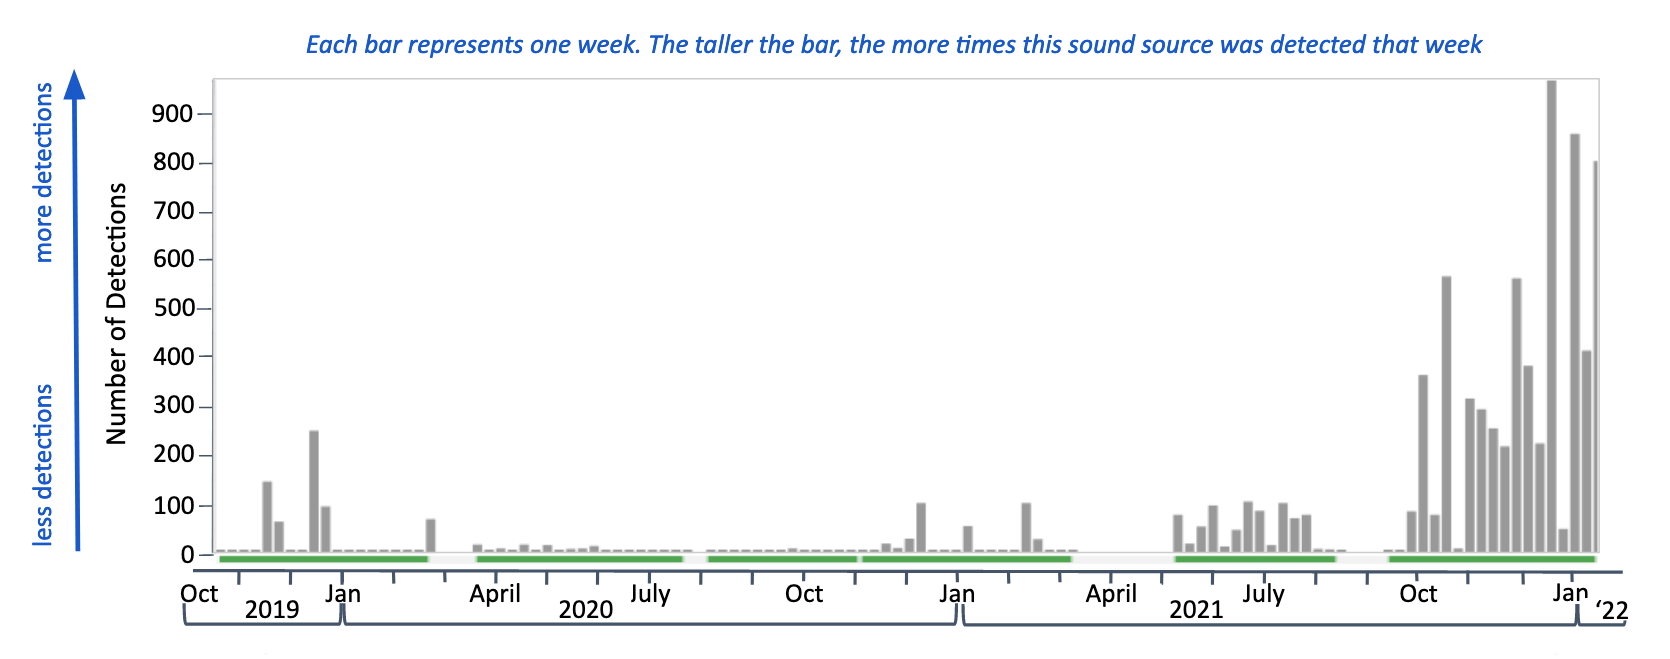 Each bar represents one week. The taller the bar, the more times this sound source was detected that week
more detections
less detections
Number of Detections
900
800
700
600
500
400
300
200
100
0
Oct Jan April July Oct Jan April July Oct Jan
2019 2020 2021 ‘22